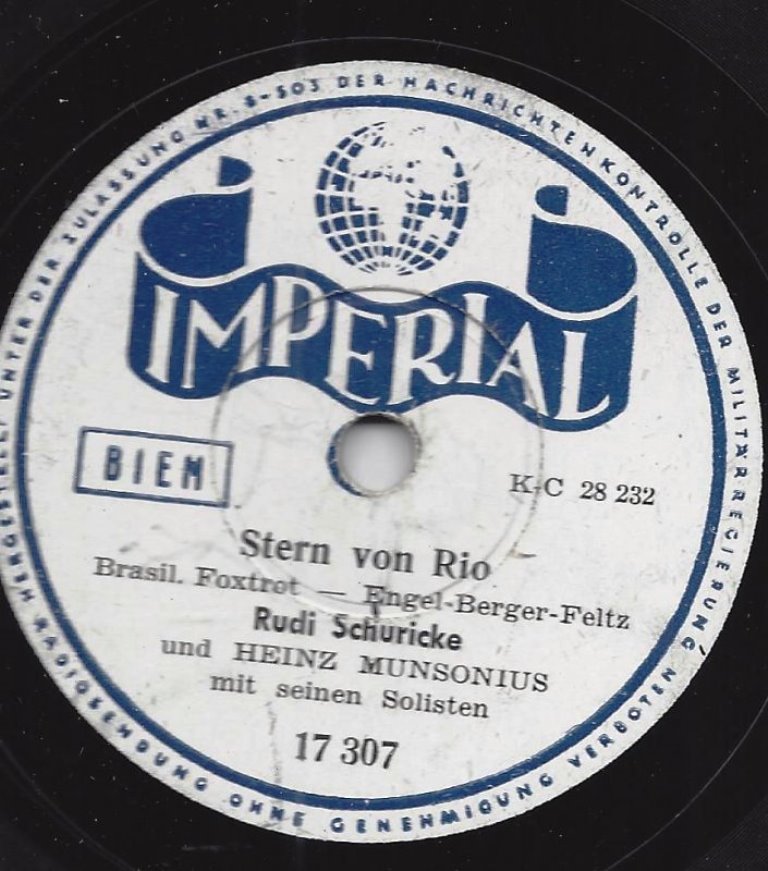 HERGESTELLT UNTER DER ZULASSUNG NR. B-503 DER NACHRICHTENKONTROLLE DER MILITÄRREGIERUNG
IMPERIAL
BIEM
K-C 28 232
Stern von Rio
Brasil. Foxtrot — Engel-Berger-Feltz
Rudi Schuricke
und HEINZ MUNSONIUS
mit seinen Solisten
17 307
RADIOSENDUNG OHNE GENEHMIGUNG VERBOTEN